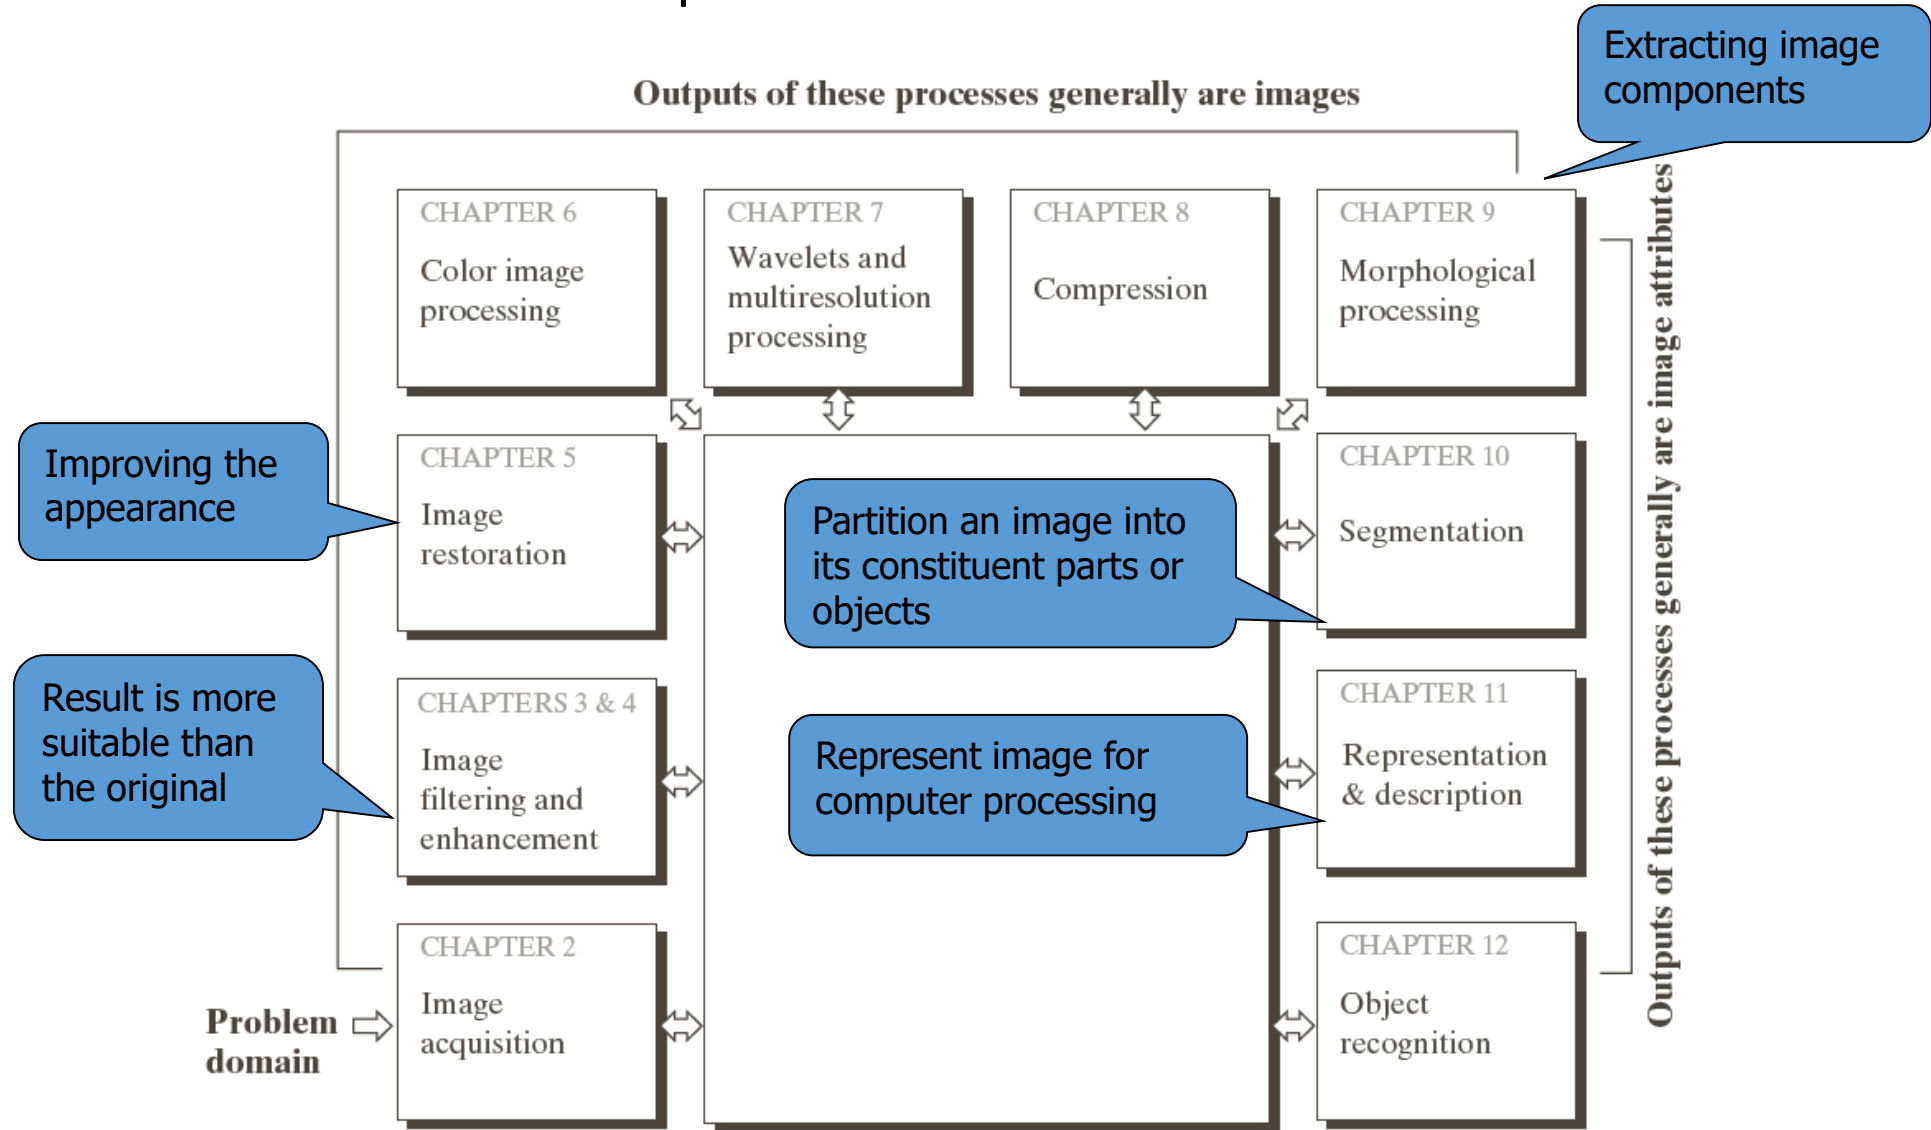 Extracting image
components
Outputs of these processes generally are images
CHAPTER 6
Color image
processing
CHAPTER 7
Wavelets and
multiresolution
processing
CHAPTER 8
Compression
CHAPTER 9
Morphological
processing
Outputs of these processes generally are image attributes
Improving the
appearance
CHAPTER 5
Image
restoration
Partition an image into
its constituent parts or
objects
CHAPTER 10
Segmentation
Result is more
suitable than
the original
CHAPTERS 3 & 4
Image
filtering and
enhancement
Represent image for
computer processing
CHAPTER 11
Representation
& description
Problem
domain
CHAPTER 2
Image
acquisition
CHAPTER 12
Object
recognition